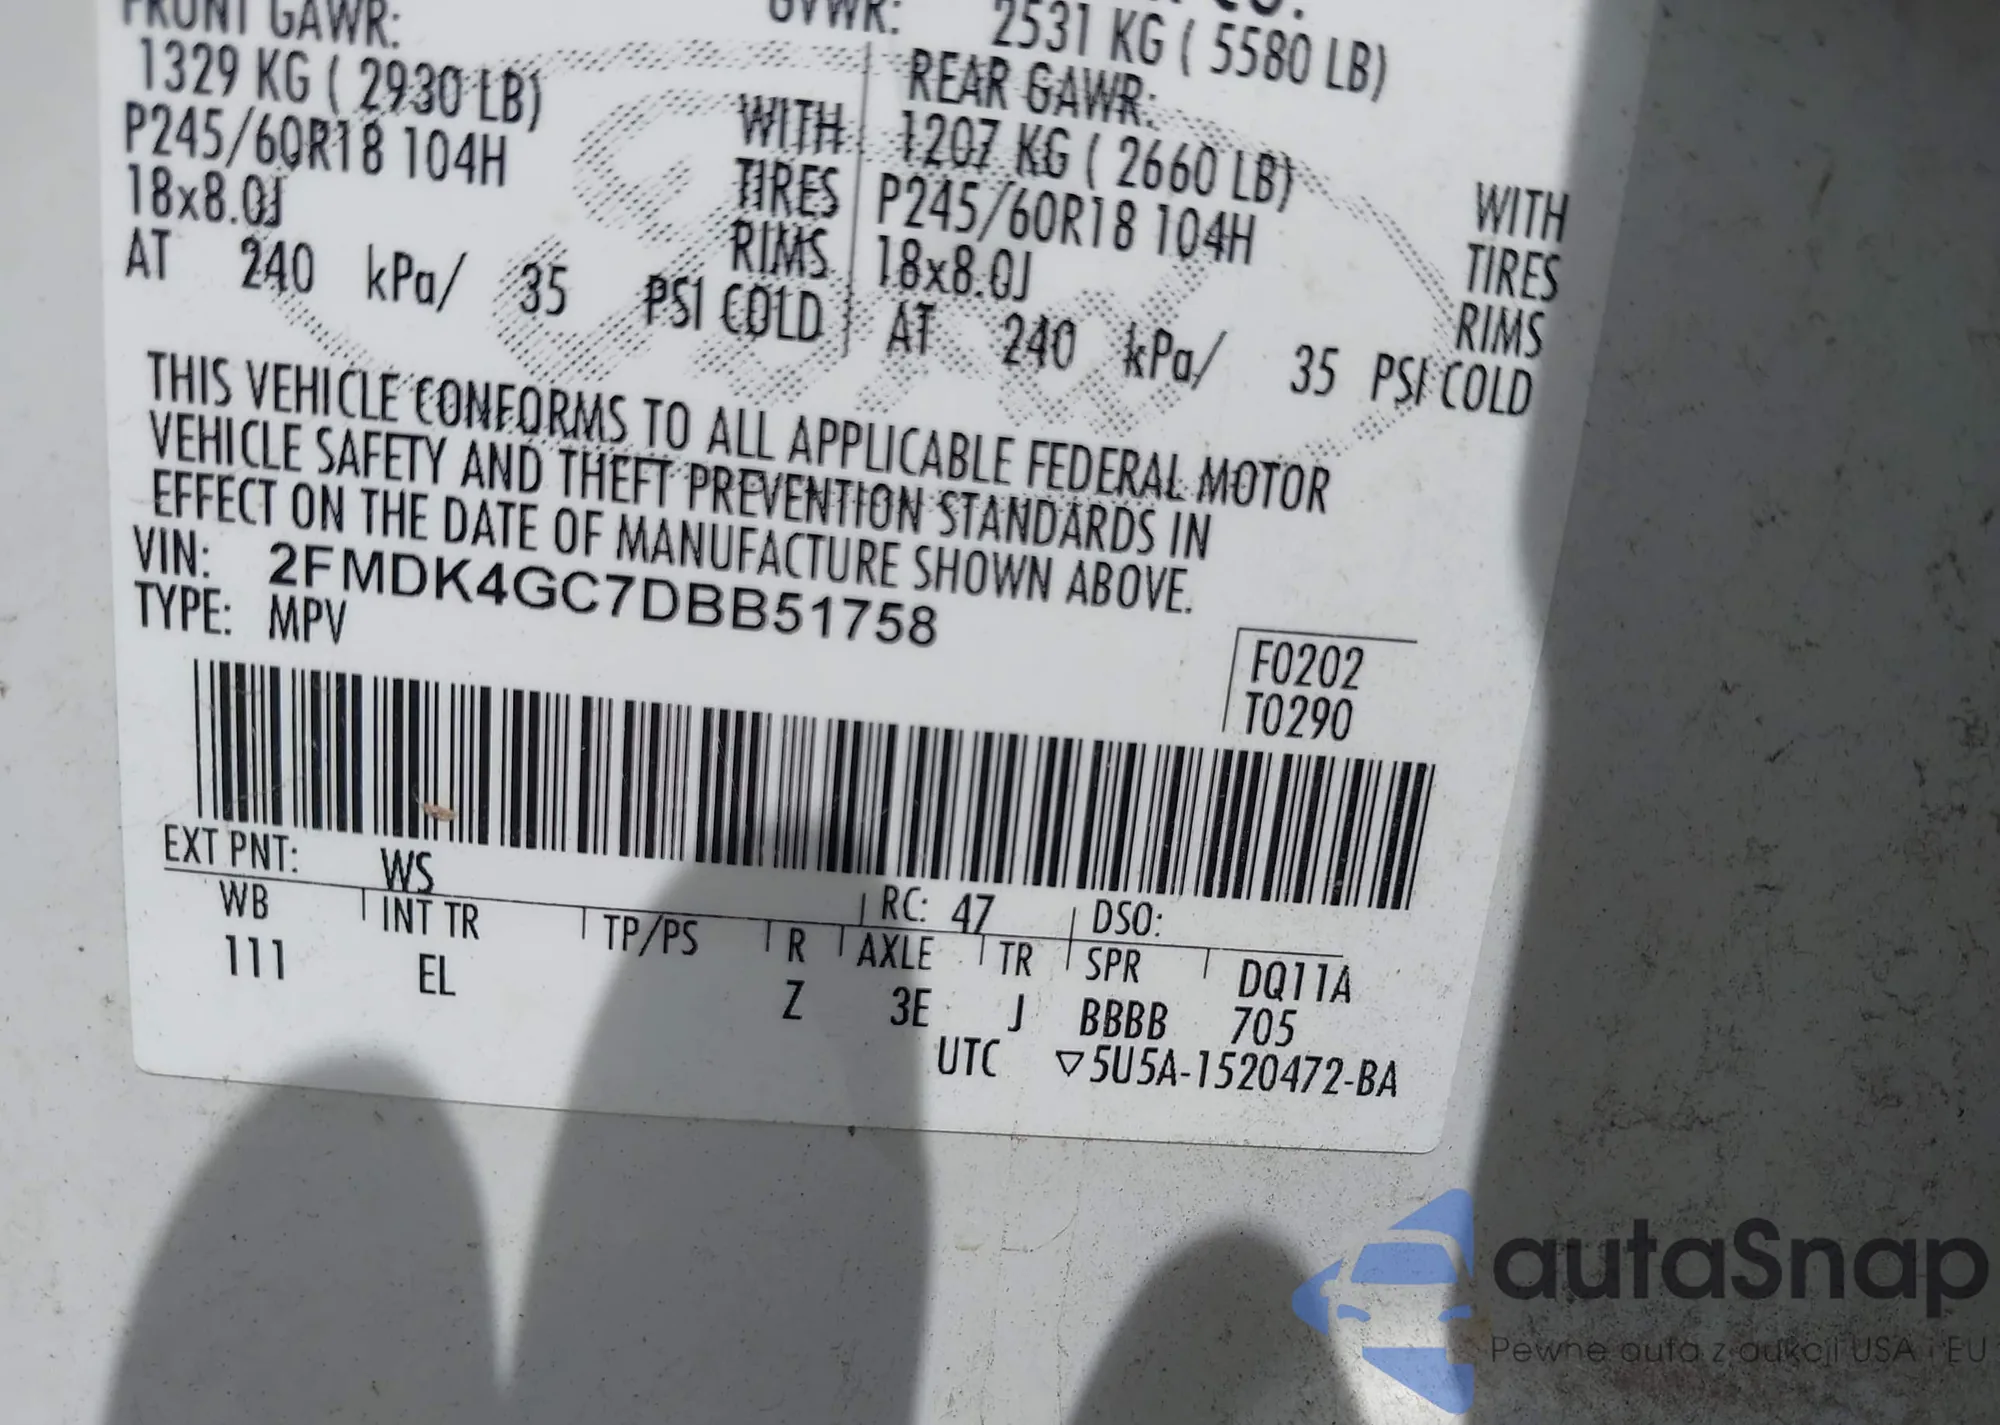 CO.
FRONT GAWR: GVWR: 2531 KG ( 5580 LB)
1329 KG ( 2930 LB) WITH REAR GAWR:
P245/60R18 104H TIRES 1207 KG ( 2660 LB) WITH
18x8.0J RIMS P245/60R18 104H TIRES
AT 240 kPa/ 35 PSI COLD 18x8.0J RIMS
AT 240 kPa/ 35 PSI COLD
THIS VEHICLE CONFORMS TO ALL APPLICABLE FEDERAL MOTOR
VEHICLE SAFETY AND THEFT PREVENTION STANDARDS IN
EFFECT ON THE DATE OF MANUFACTURE SHOWN ABOVE.
VIN: 2FMDK4GC7DBB51758
TYPE: MPV
F0202
T0290
EXT PNT: WS RC: 47 DSO:
WB INT TR TP/PS R AXLE TR SPR DQ11A
111 EL Z 3E J BBBB 705
UTC ▽5U5A-1520472-BA
autaSnap
Pewne auta z aukcji USA i EU